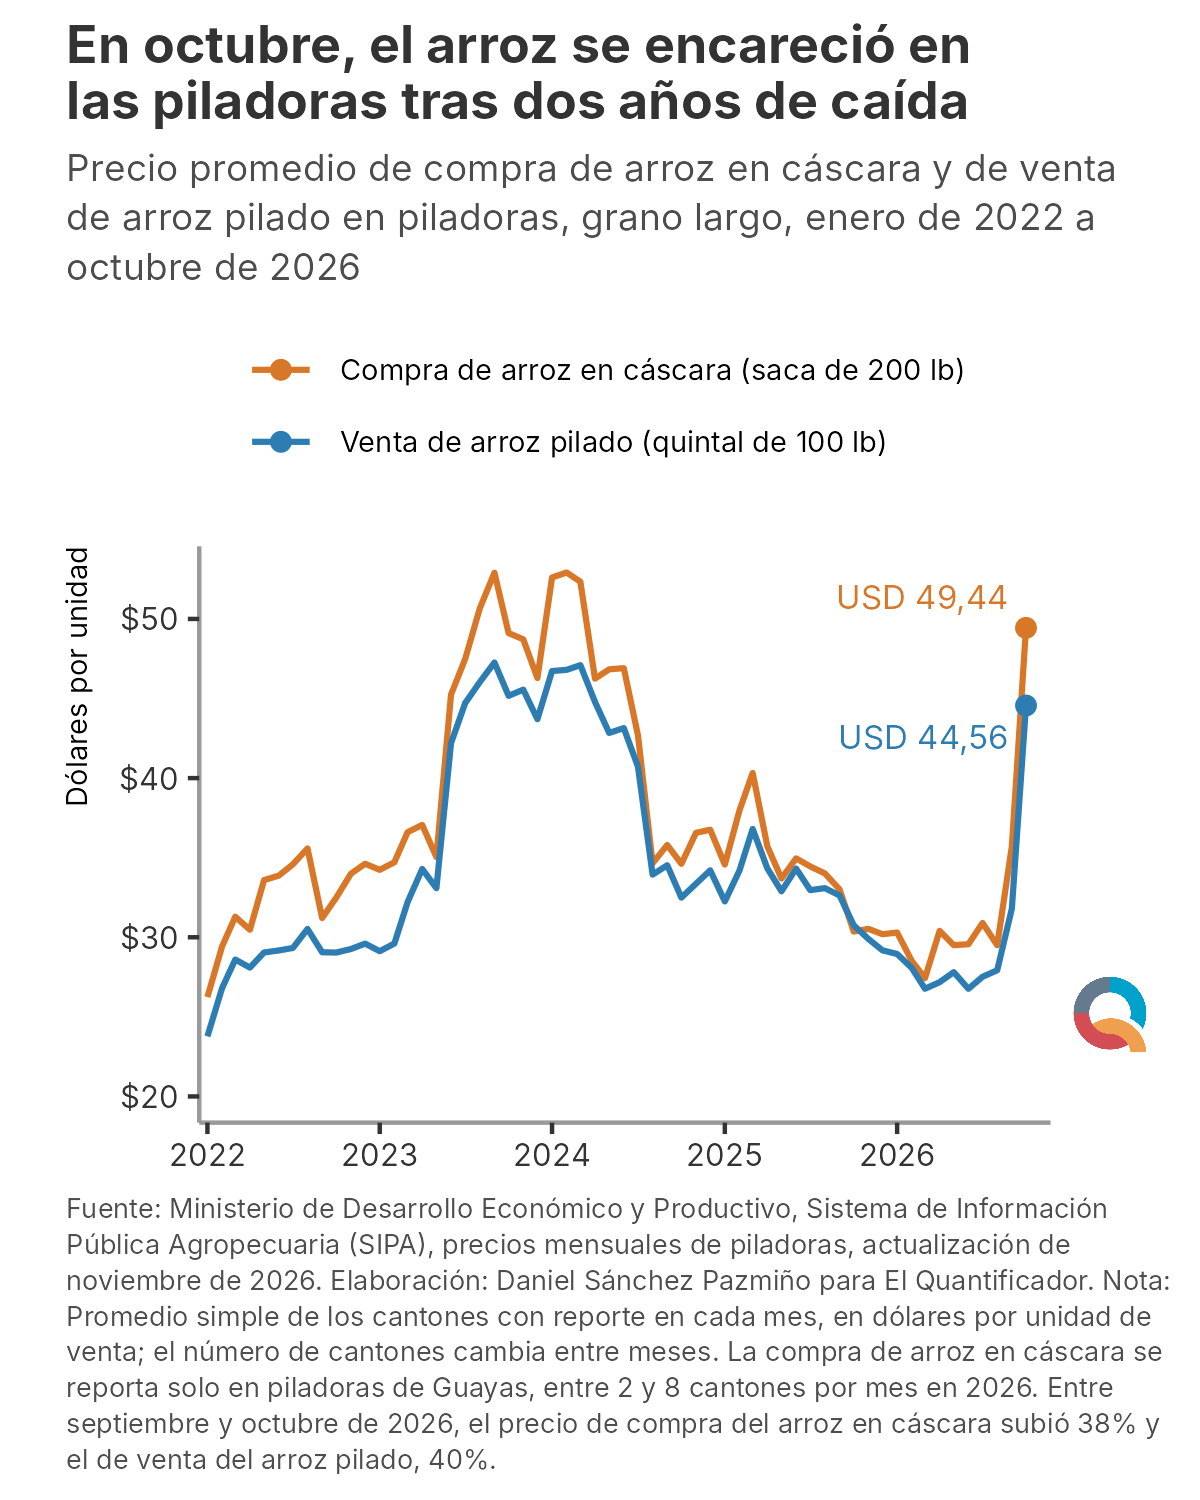 En octubre, el arroz se encareció en
las piladoras tras dos años de caída
Precio promedio de compra de arroz en cáscara y de venta
de arroz pilado en piladoras, grano largo, enero de 2022 a
octubre de 2026
Compra de arroz en cáscara (saca de 200 lb)
Venta de arroz pilado (quintal de 100 lb)
Dólares por unidad
$50
$40
$30
$20
USD 49,44
USD 44,56
2022 2023 2024 2025 2026
Fuente: Ministerio de Desarrollo Económico y Productivo, Sistema de Información
Pública Agropecuaria (SIPA), precios mensuales de piladoras, actualización de
noviembre de 2026. Elaboración: Daniel Sánchez Pazmiño para El Quantificador. Nota:
Promedio simple de los cantones con reporte en cada mes, en dólares por unidad de
venta; el número de cantones cambia entre meses. La compra de arroz en cáscara se
reporta solo en piladoras de Guayas, entre 2 y 8 cantones por mes en 2026. Entre
septiembre y octubre de 2026, el precio de compra del arroz en cáscara subió 38% y
el de venta del arroz pilado, 40%.